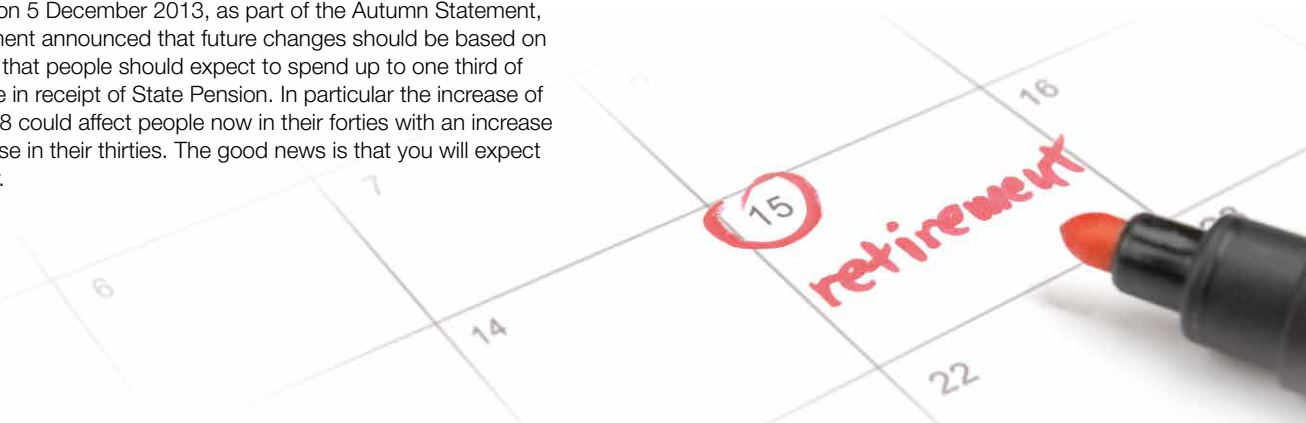 on 5 December 2013, as part of the Autumn Statement,
ment announced that future changes should be based on
that people should expect to spend up to one third of
e in receipt of State Pension. In particular the increase of
8 could affect people now in their forties with an increase
se in their thirties. The good news is that you will expect
16
7
15
retirement
6
14
22